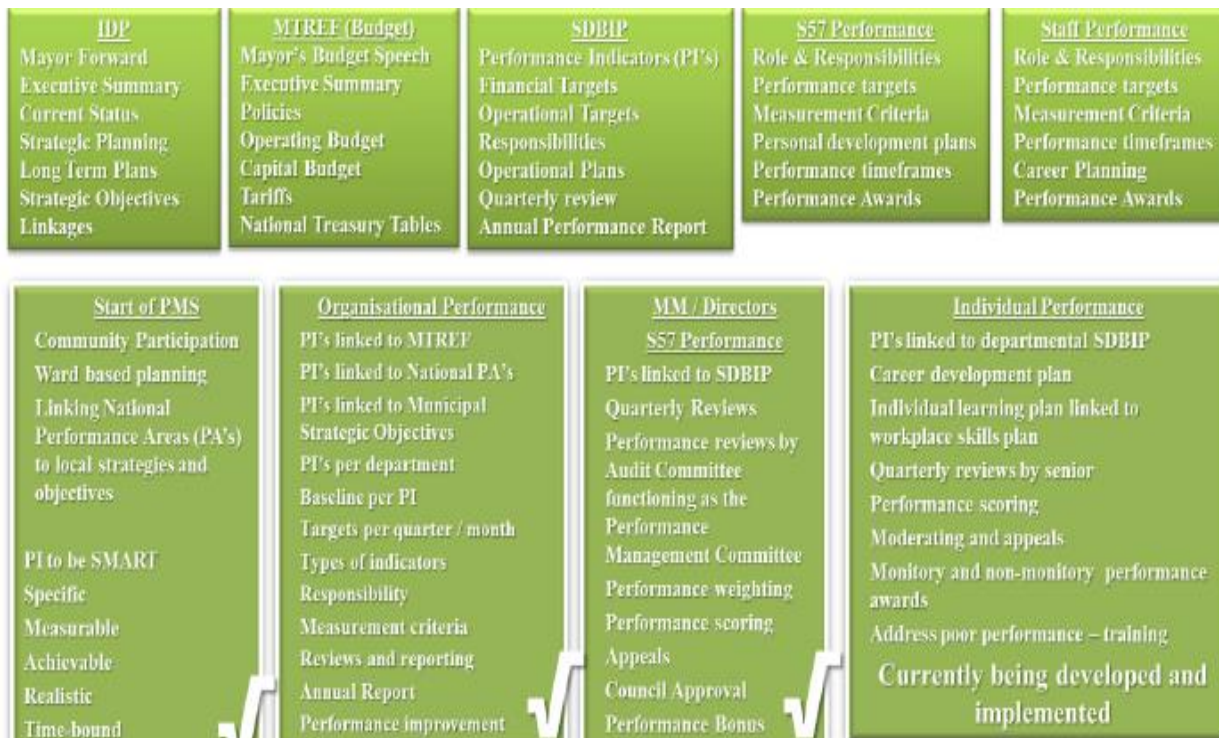 IDP
Mayor Forward
Executive Summary
Current Status
Strategic Planning
Long Term Plans
Strategic Objectives
Linkages
MTREF (Budget)
Mayor's Budget Speech
Executive Summary
Policies
Operating Budget
Capital Budget
Tariffs
National Treasury Tables
SDBIP
Performance Indicators (PI's)
Financial Targets
Operational Targets
Responsibilities
Operational Plans
Quarterly review
Annual Performance Report
S57 Performance
Role & Responsibilities
Performance targets
Measurement Criteria
Personal development plans
Performance timeframes
Performance Awards
Staff Performance
Role & Responsibilities
Performance targets
Measurement Criteria
Performance timeframes
Career Planning
Performance Awards
Start of PMS
Community Participation
Ward based planning
Linking National
Performance Areas (PA's)
to local strategies and
objectives
PI to be SMART
Specific
Measurable
Achievable
Realistic
Time-bound
Organisational Performance
PI's linked to MTREF
PI's linked to National PA's
PI's linked to Municipal
Strategic Objectives
PI's per department
Baseline per PI
Targets per quarter / month
Types of indicators
Responsibility
Measurement criteria
Reviews and reporting
Annual Report
Performance improvement
MM / Directors
S57 Performance
PI's linked to SDBIP
Quarterly Reviews
Performance reviews by
Audit Committee
functioning as the
Performance
Management Committee
Performance weighting
Performance scoring
Appeals
Council Approval
Performance Bonus
Individual Performance
PI's linked to departmental SDBIP
Career development plan
Individual learning plan linked to
workplace skills plan
Quarterly reviews by senior
Performance scoring
Moderating and appeals
Monitory and non-monitory performance
awards
Address poor performance – training
Currently being developed and
implemented